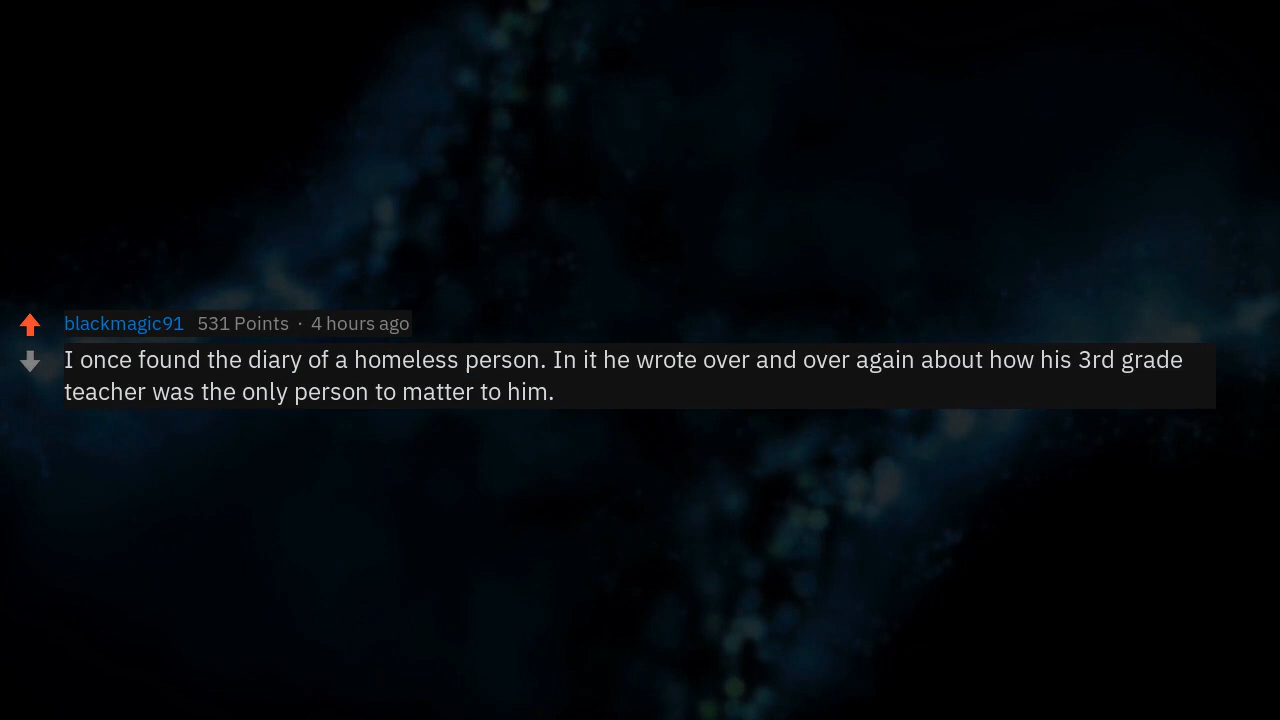 blackmagic91 531 Points · 4 hours ago
I once found the diary of a homeless person. In it he wrote over and over again about how his 3rd grade
teacher was the only person to matter to him.